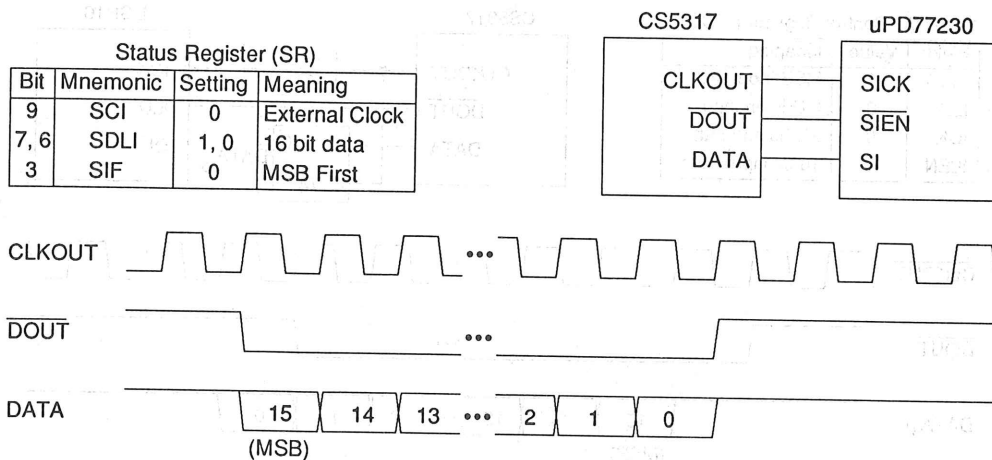 Status Register (SR)
Bit Mnemonic Setting Meaning
9 SCI 0 External Clock
7, 6 SDLI 1, 0 16 bit data
3 SIF 0 MSB First
CS5317 uPD77230
CLKOUT SICK
DOUT SIEN
DATA SI
CLKOUT
DOUT
DATA 15 14 13 ••• 2 1 0
(MSB)